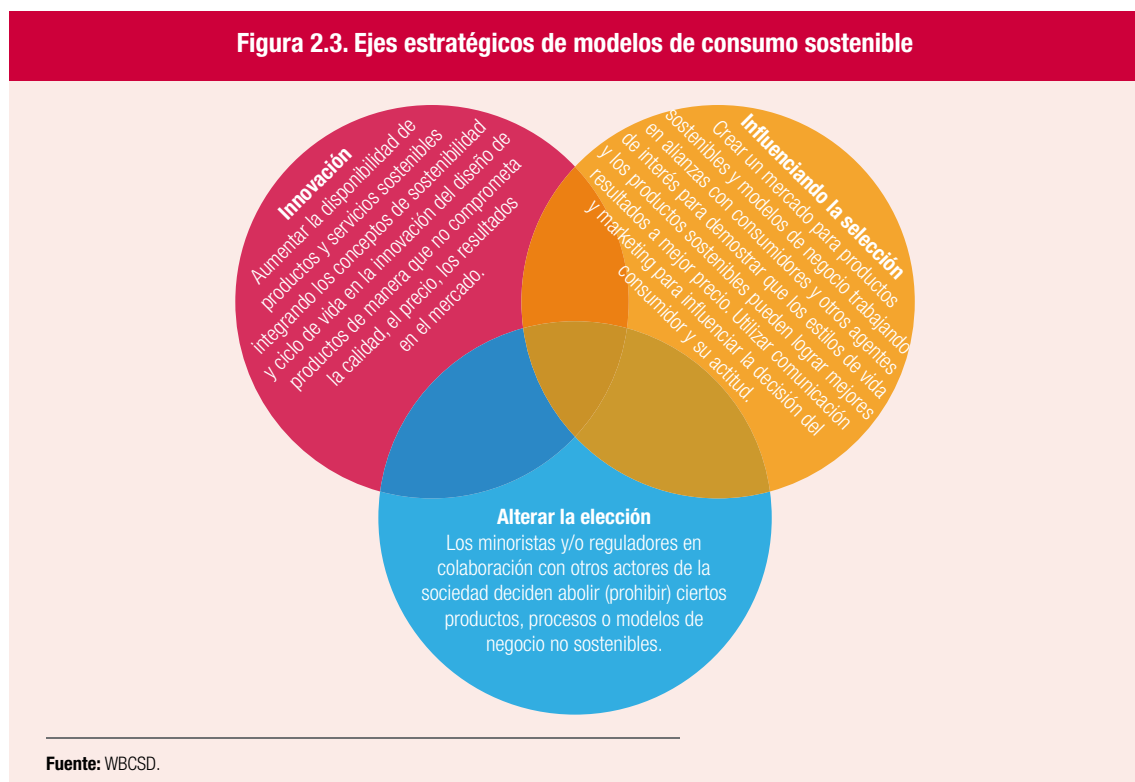 Figura 2.3. Ejes estratégicos de modelos de consumo sostenible
Innovación
Aumentar la disponibilidad de
productos y servicios sostenibles
integrando los conceptos de sostenibilidad
y ciclo de vida en la innovación del diseño de
productos de manera que no comprometa
la calidad, el precio, los resultados
en el mercado.
Influenciando la selección
Crear un mercado para productos
sostenibles y modelos de negocio trabajando
en alianzas con consumidores y otros agentes
de interés para demostrar que los estilos de vida
y los productos sostenibles pueden lograr mejores
resultados a mejor precio. Utilizar comunicación
y marketing para influenciar la decisión del
consumidor y su actitud.
Alterar la elección
Los minoristas y/o reguladores en
colaboración con otros actores de la
sociedad deciden abolir (prohibir) ciertos
productos, procesos o modelos de
negocio no sostenibles.
Fuente: WBCSD.